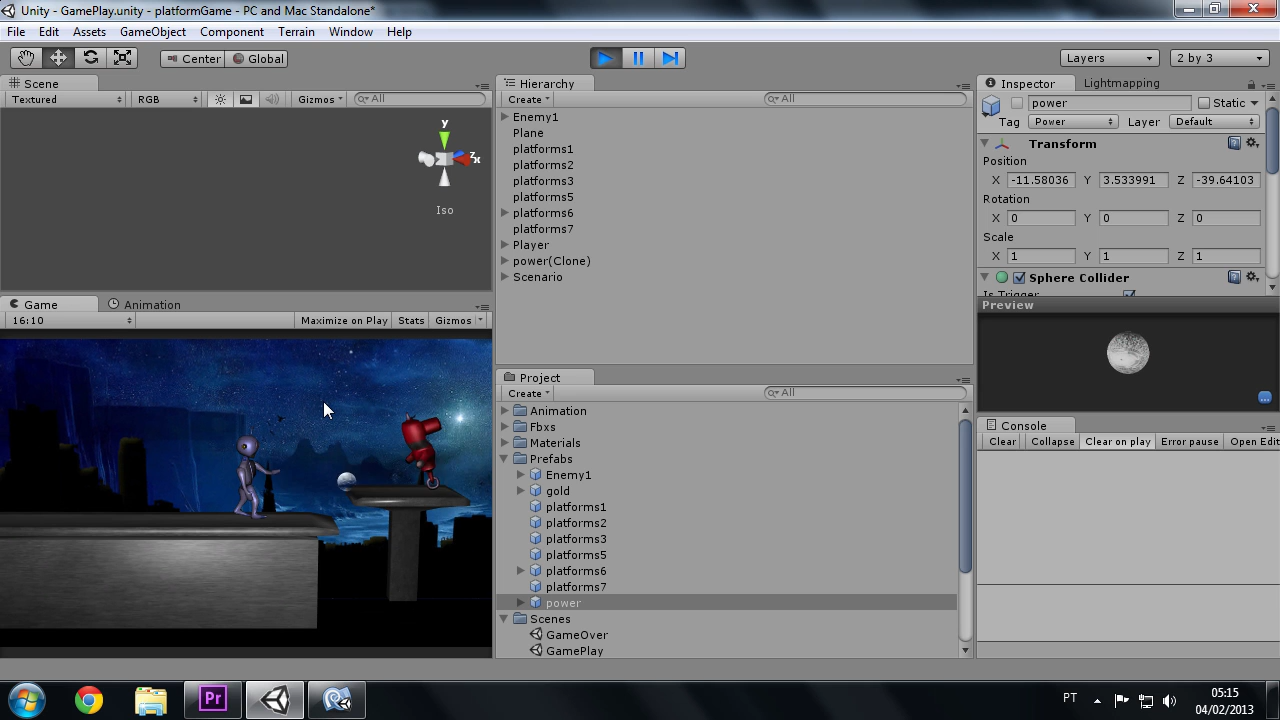 Unity - GamePlay.unity - platformGame - PC and Mac Standalone*
File Edit Assets GameObject Component Terrain Window Help
Center Global
Layers
2 by 3
Scene
Textured RGB Gizmos All
y
x
z
Iso
Game Animation
16:10 Maximize on Play Stats Gizmos
Hierarchy
Create All
Enemy1
Plane
platforms1
platforms2
platforms3
platforms5
platforms6
platforms7
Player
power(Clone)
Scenario
Project
Create All
Animation
Fbxs
Materials
Prefabs
Enemy1
gold
platforms1
platforms2
platforms3
platforms5
platforms6
platforms7
power
Scenes
GameOver
GamePlay
Inspector Lightmapping
power Static
Tag Power Layer Default
Transform
Position
X -11.58036 Y 3.533991 Z -39.64103
Rotation
X 0 Y 0 Z 0
Scale
X 1 Y 1 Z 1
Sphere Collider
Is Trigger
Preview
Console
Clear Collapse Clear on play Error pause Open Edit
Pr
PT
05:15
04/02/2013